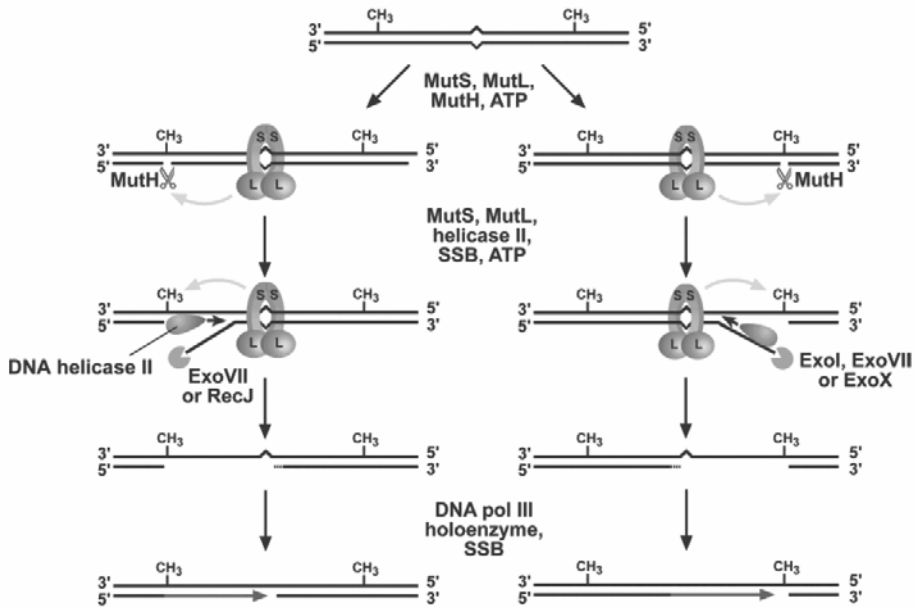 CH3 CH3
3' 5'
5' 3'
MutS, MutL,
MutH, ATP
CH3 S S CH3
3' 5'
5' 3'
MutH L L
CH3 S S CH3
3' 5'
5' 3'
L L MutH
MutS, MutL,
helicase II,
SSB, ATP
CH3 S S CH3
3' 5'
5' 3'
L L
DNA helicase II
ExoVII
or RecJ
CH3 S S CH3
3' 5'
5' 3'
L L
ExoI, ExoVII
or ExoX
CH3 CH3
3' 5'
5' 3'
CH3 CH3
3' 5'
5' 3'
DNA pol III
holoenzyme,
SSB
CH3 CH3
3' 5'
5' 3'
CH3 CH3
3' 5'
5' 3'